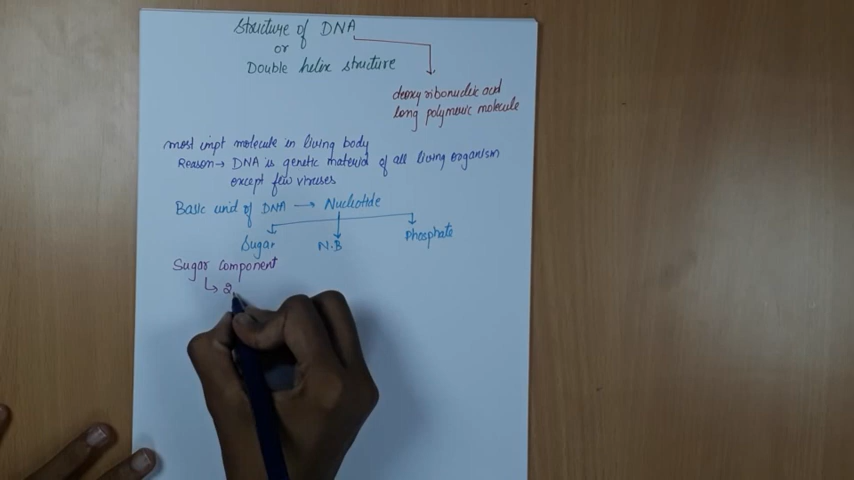 Structure of DNA
or
Double helix structure
deoxyribonucleic acid
long polymeric molecule
most impt molecule in living body
Reason → DNA is genetic material of all living organism
except few viruses
Basic unit of DNA → Nucleotide
Sugar N.B Phosphate
Sugar component
↳ 2